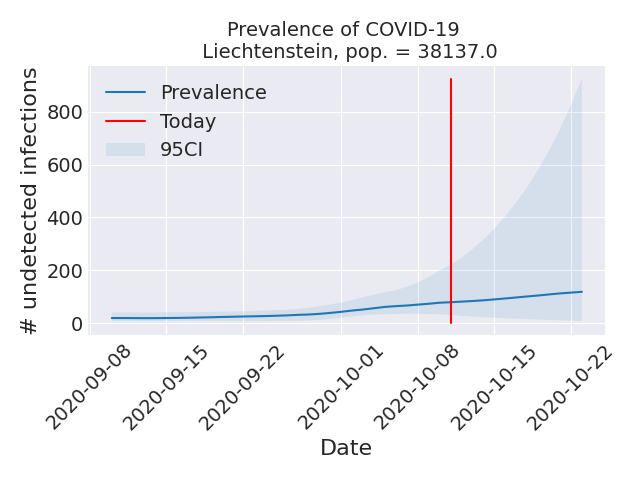 Prevalence of COVID-19
Liechtenstein, pop. = 38137.0
Prevalence
Today
95CI
# undetected infections
800
600
400
200
0
2020-09-08
2020-09-15
2020-09-22
2020-10-01
2020-10-08
2020-10-15
2020-10-22
Date